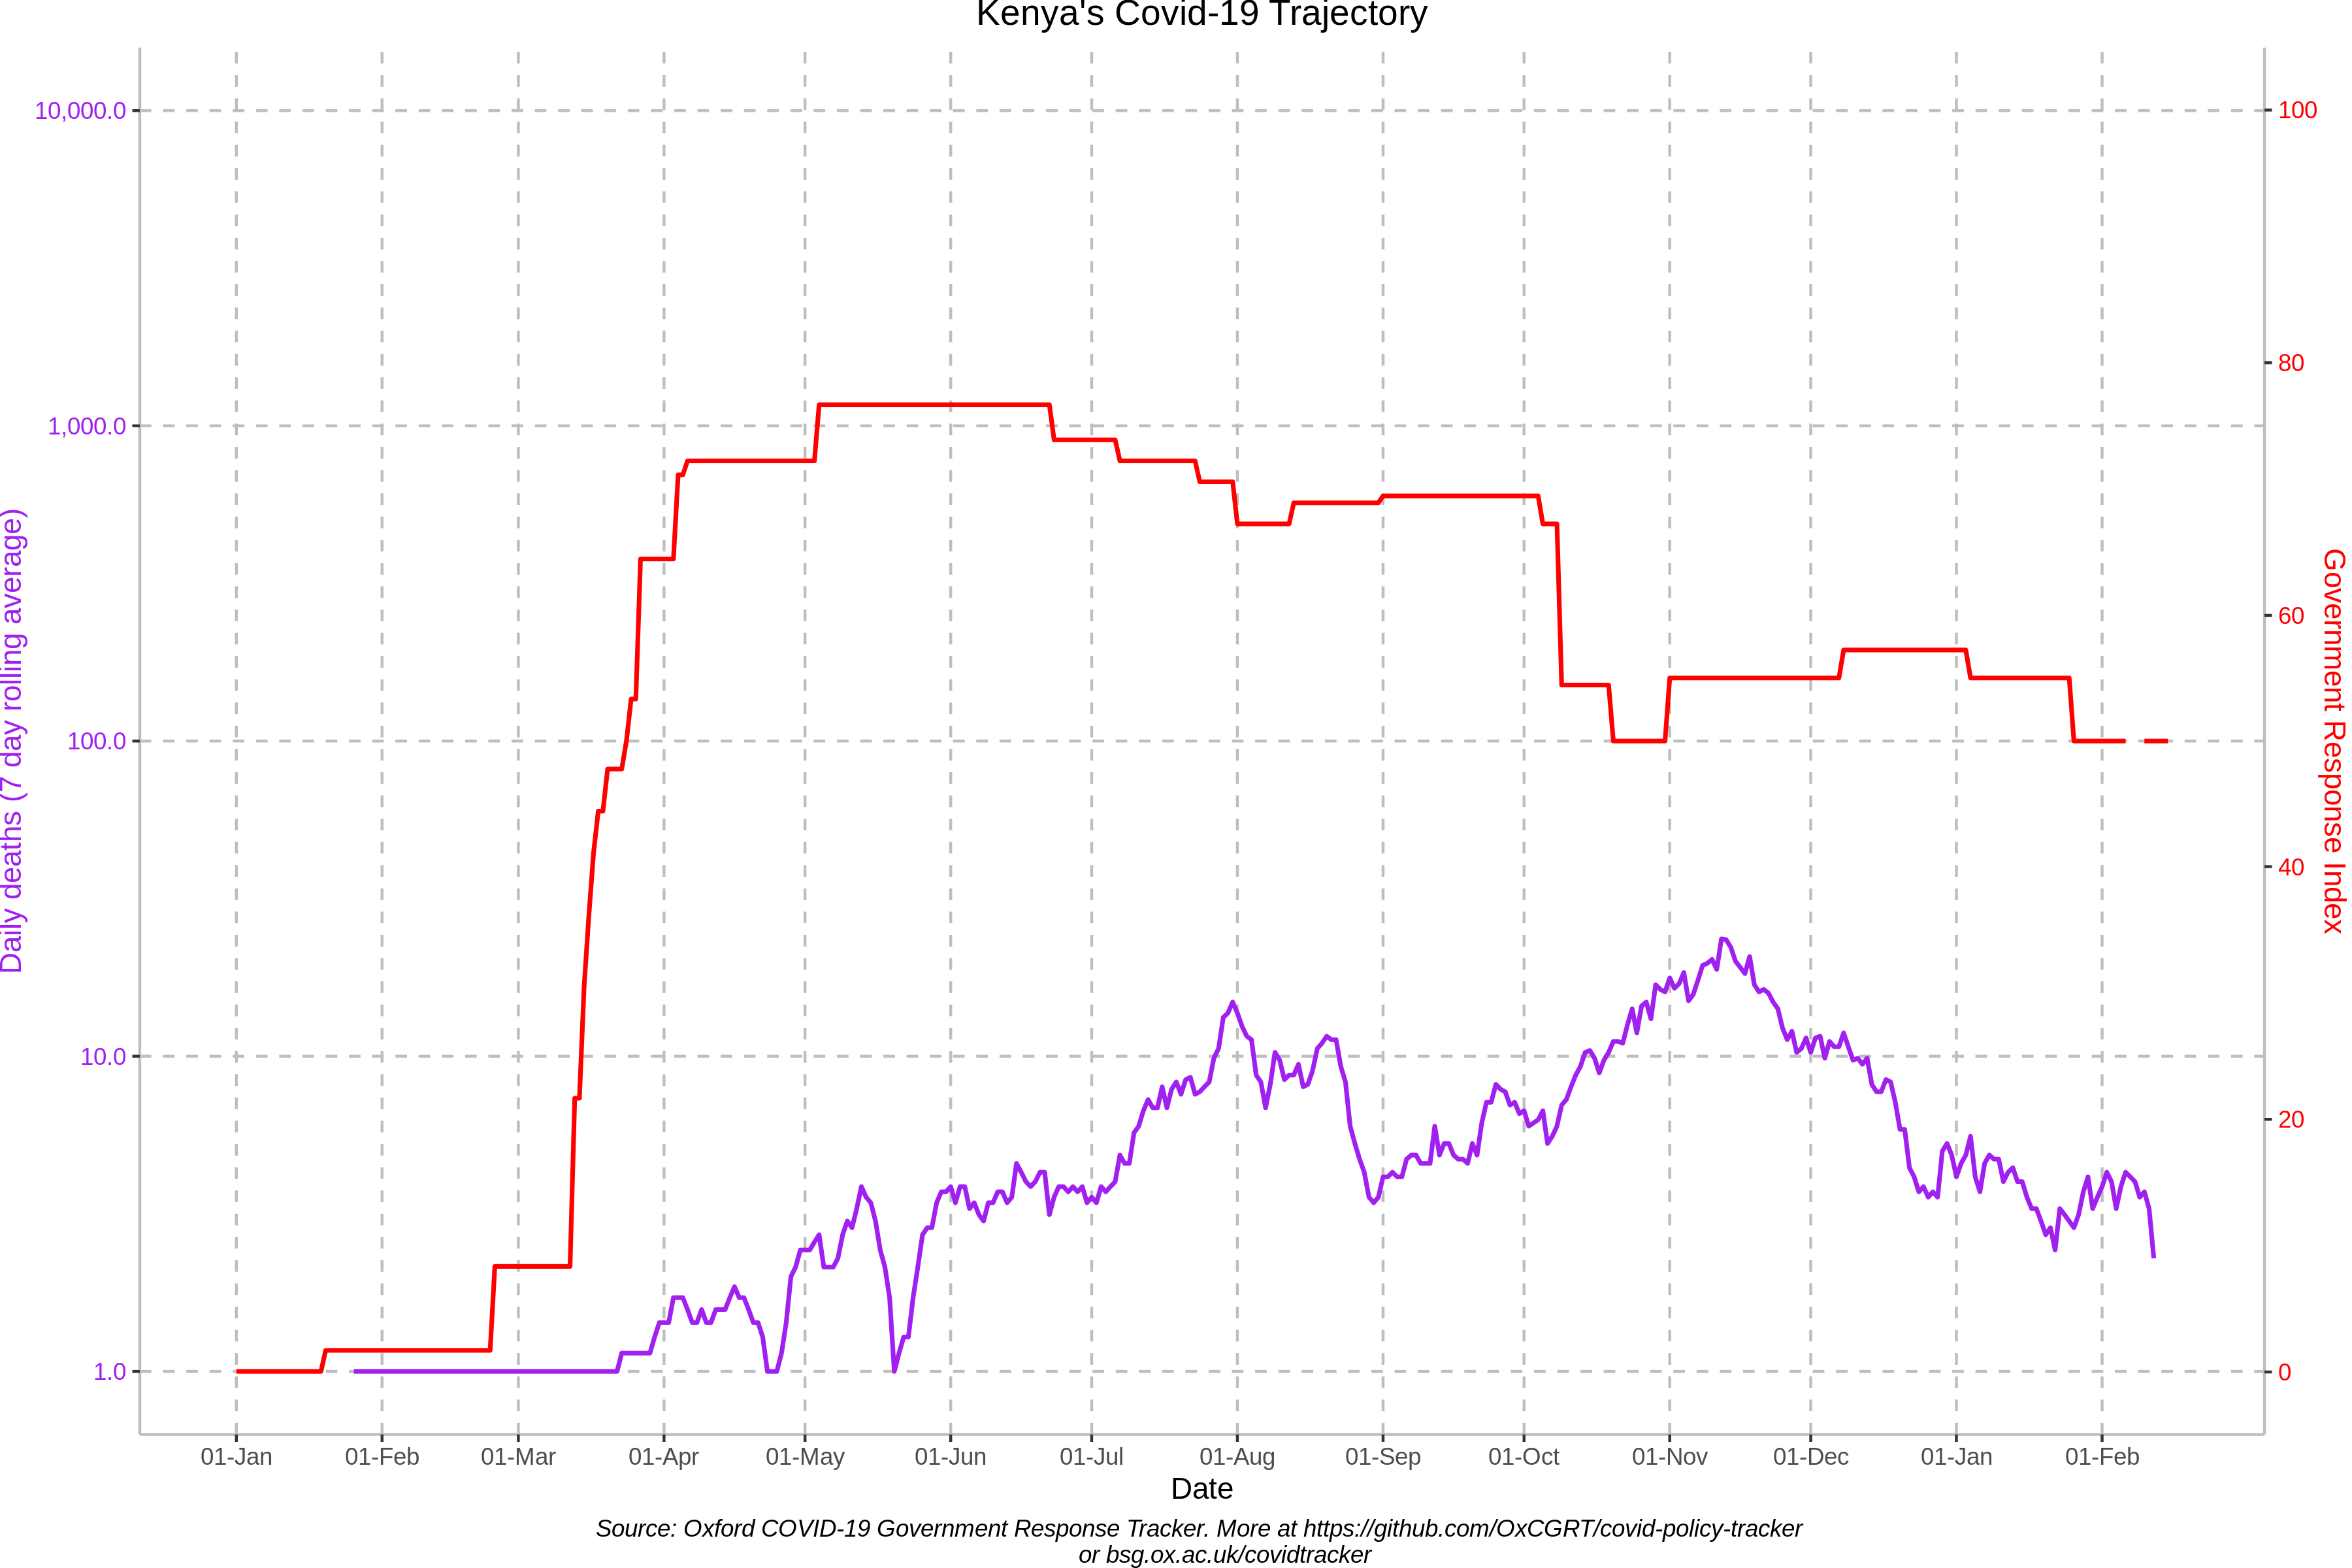 Kenya's Covid-19 Trajectory
10,000.0
1,000.0
100.0
10.0
1.0
Daily deaths (7 day rolling average)
100
80
60
40
20
0
Government Response Index
01-Jan
01-Feb
01-Mar
01-Apr
01-May
01-Jun
01-Jul
01-Aug
01-Sep
01-Oct
01-Nov
01-Dec
01-Jan
01-Feb
Date
Source: Oxford COVID-19 Government Response Tracker. More at https://github.com/OxCGRT/covid-policy-tracker
or bsg.ox.ac.uk/covidtracker